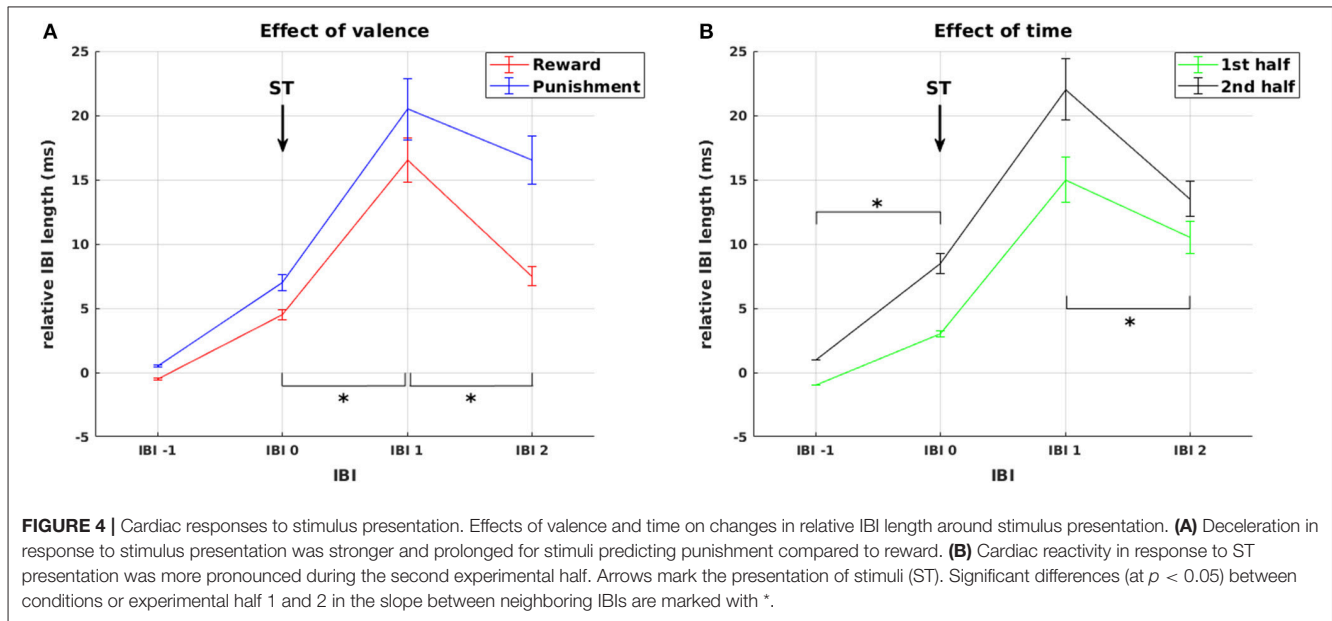 A
Effect of valence
25
20
15
10
5
0
-5
relative IBI length (ms)
Reward
Punishment
ST
*
*
IBI -1
IBI 0
IBI 1
IBI 2
IBI
B
Effect of time
25
20
15
10
5
0
-5
relative IBI length (ms)
1st half
2nd half
ST
*
*
IBI -1
IBI 0
IBI 1
IBI 2
IBI
FIGURE 4 | Cardiac responses to stimulus presentation. Effects of valence and time on changes in relative IBI length around stimulus presentation. (A) Deceleration in
response to stimulus presentation was stronger and prolonged for stimuli predicting punishment compared to reward. (B) Cardiac reactivity in response to ST
presentation was more pronounced during the second experimental half. Arrows mark the presentation of stimuli (ST). Significant differences (at p < 0.05) between
conditions or experimental half 1 and 2 in the slope between neighboring IBIs are marked with *.